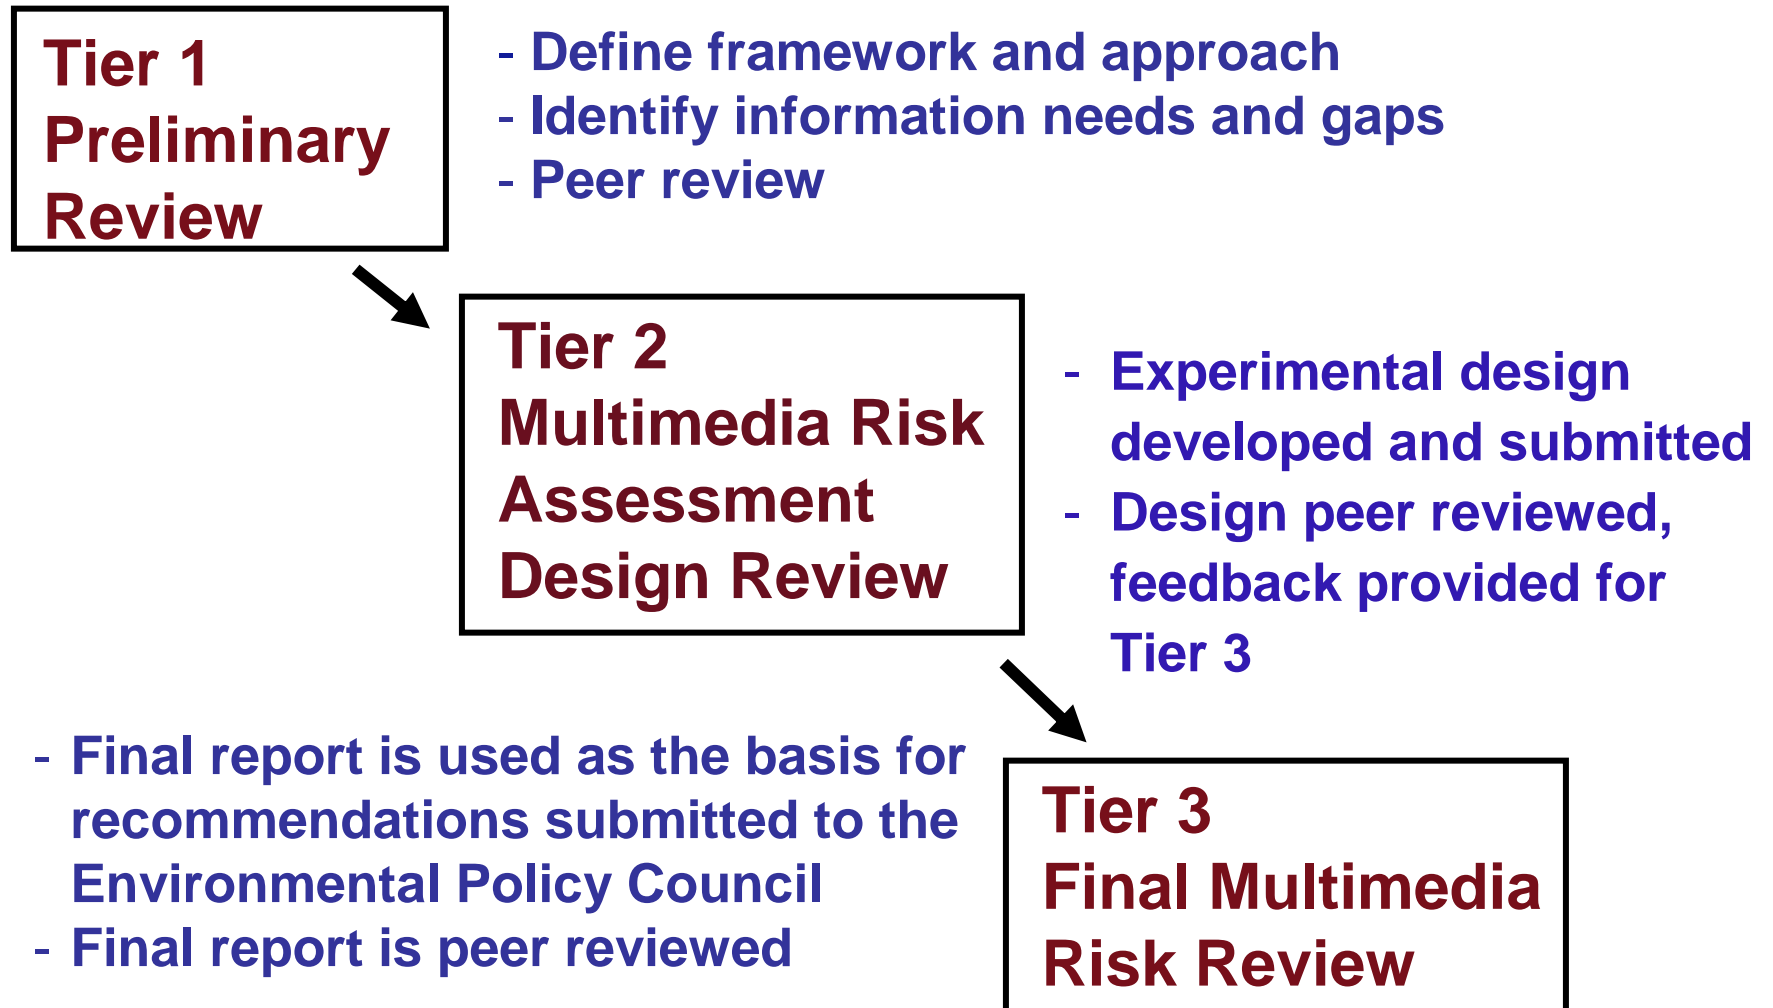 Tier 1
Preliminary
Review
- Define framework and approach
- Identify information needs and gaps
- Peer review
Tier 2
Multimedia Risk
Assessment
Design Review
- Experimental design
developed and submitted
- Design peer reviewed,
feedback provided for
Tier 3
- Final report is used as the basis for
recommendations submitted to the
Environmental Policy Council
- Final report is peer reviewed
Tier 3
Final Multimedia
Risk Review